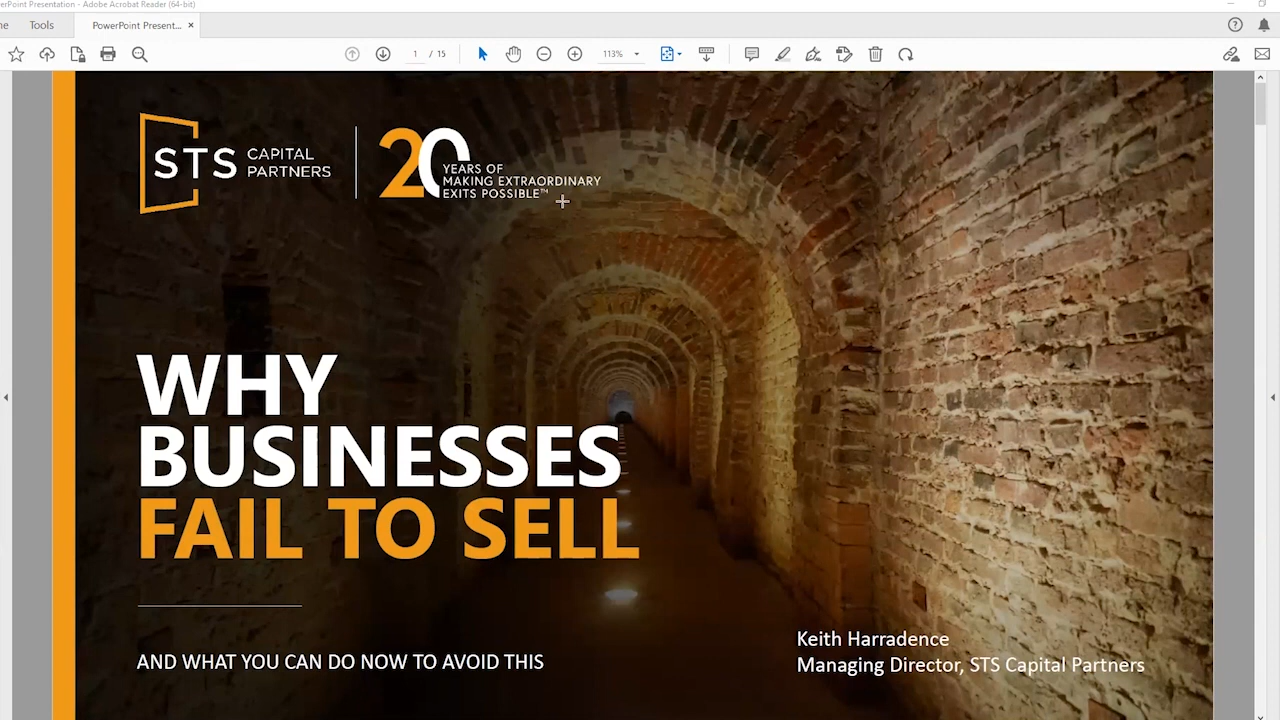 erPoint Presentation - Adobe Acrobat Reader (64-bit)
ne
Tools
PowerPoint Present... ×
1 / 15
113%
STS CAPITAL
PARTNERS
20 YEARS OF
MAKING EXTRAORDINARY
EXITS POSSIBLE™
WHY
BUSINESSES
FAIL TO SELL
AND WHAT YOU CAN DO NOW TO AVOID THIS
Keith Harradence
Managing Director, STS Capital Partners